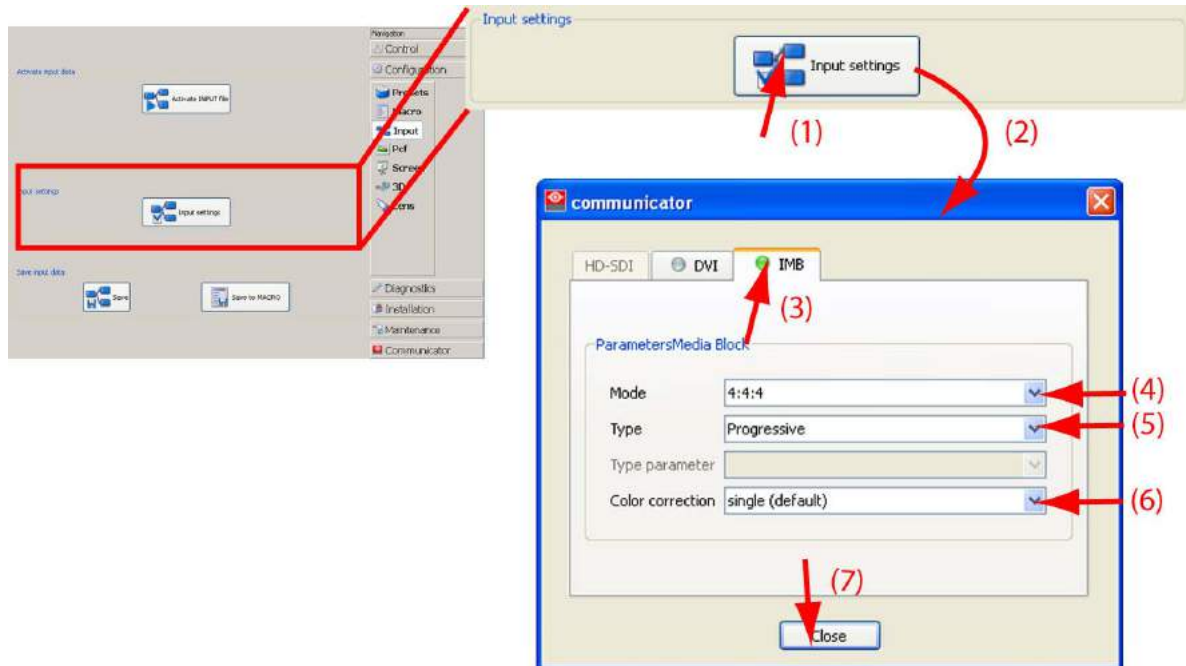 Navigation
Control
Configuration
Presets
Macro
Input
Pcf
Screen
3D
Lens
Diagnostics
Installation
Maintenance
Communicator
Activate input data
Activate INPUT file
Input settings
Input settings
Save input data
Save
Save to MACRO
Input settings
Input settings
(1)
(2)
communicator
HD-SDI DVI IMB
(3)
ParametersMedia Block
Mode 4:4:4 (4)
Type Progressive (5)
Type parameter
Color correction single (default) (6)
(7)
Close